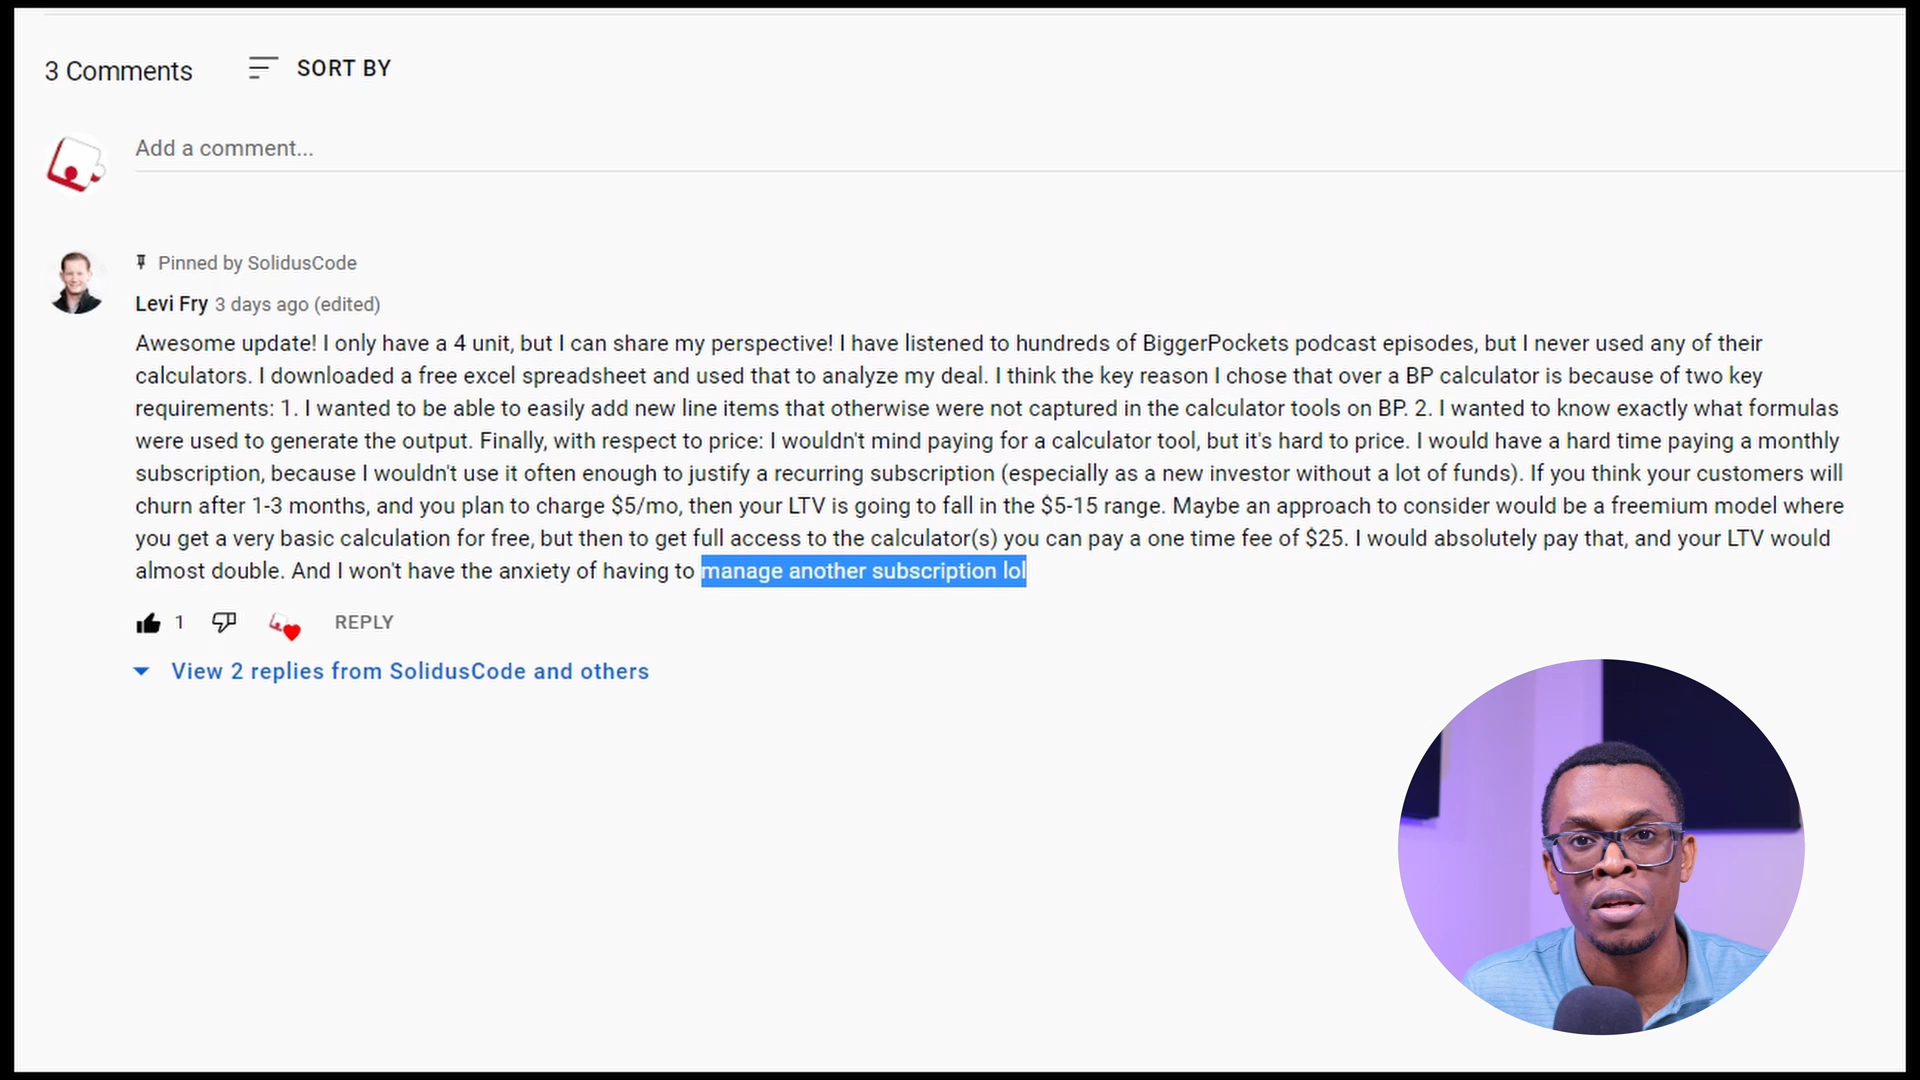 3 Comments
SORT BY
Add a comment...
Pinned by SolidusCode
Levi Fry 3 days ago (edited)
Awesome update! I only have a 4 unit, but I can share my perspective! I have listened to hundreds of BiggerPockets podcast episodes, but I never used any of their
calculators. I downloaded a free excel spreadsheet and used that to analyze my deal. I think the key reason I chose that over a BP calculator is because of two key
requirements: 1. I wanted to be able to easily add new line items that otherwise were not captured in the calculator tools on BP. 2. I wanted to know exactly what formulas
were used to generate the output. Finally, with respect to price: I wouldn't mind paying for a calculator tool, but it's hard to price. I would have a hard time paying a monthly
subscription, because I wouldn't use it often enough to justify a recurring subscription (especially as a new investor without a lot of funds). If you think your customers will
churn after 1-3 months, and you plan to charge $5/mo, then your LTV is going to fall in the $5-15 range. Maybe an approach to consider would be a freemium model where
you get a very basic calculation for free, but then to get full access to the calculator(s) you can pay a one time fee of $25. I would absolutely pay that, and your LTV would
almost double. And I won't have the anxiety of having to manage another subscription lol
1
REPLY
View 2 replies from SolidusCode and others